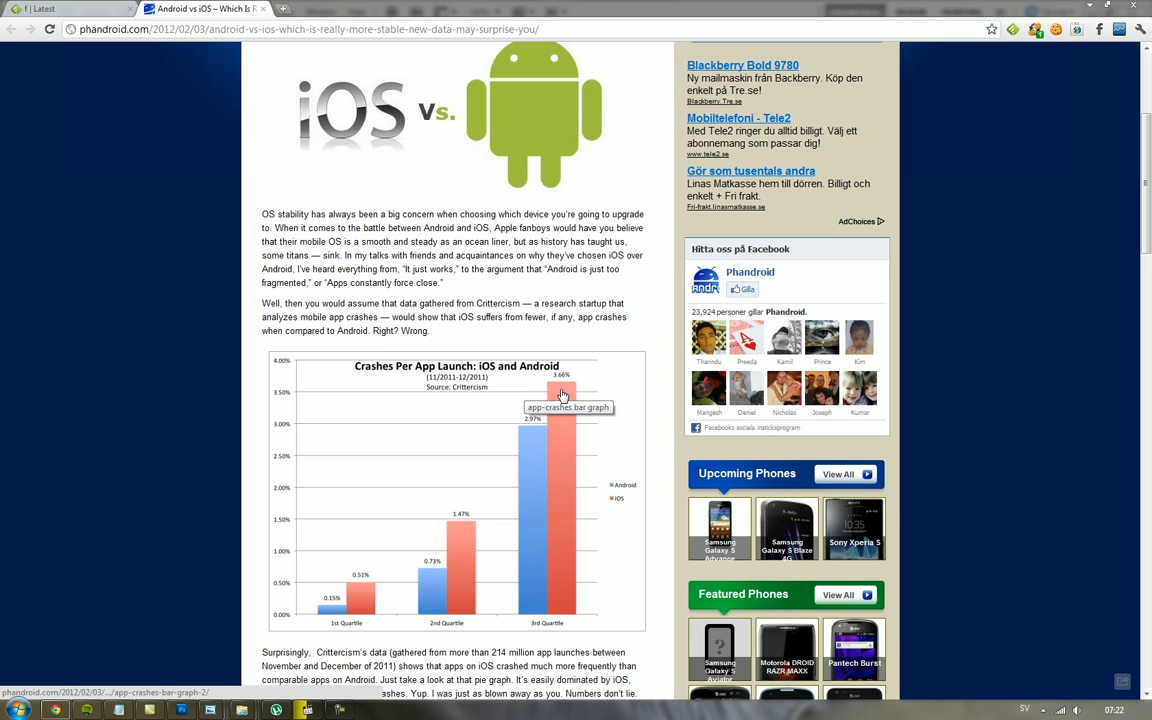 f | Latest
Android vs iOS – Which Is R
phandroid.com/2012/02/03/android-vs-ios-which-is-really-more-stable-new-data-may-surprise-you/
iOS vs.
OS stability has always been a big concern when choosing which device you're going to upgrade
to. When it comes to the battle between Android and iOS, Apple fanboys would have you believe
that their mobile OS is a smooth and steady as an ocean liner, but as history has taught us,
some titans — sink. In my talks with friends and acquaintances on why they've chosen iOS over
Android, I've heard everything from, "It just works," to the argument that "Android is just too
fragmented," or "Apps constantly force close."
Well, then you would assume that data gathered from Crittercism — a research startup that
analyzes mobile app crashes — would show that iOS suffers from fewer, if any, app crashes
when compared to Android. Right? Wrong.
Crashes Per App Launch: iOS and Android
(11/2011-12/2011)
Source: Crittercism
4.00%
3.50%
3.00%
2.50%
2.00%
1.50%
1.00%
0.50%
0.00%
0.15%
0.51%
0.73%
1.47%
2.97%
3.66%
app-crashes bar graph
Android
iOS
1st Quartile
2nd Quartile
3rd Quartile
Surprisingly, Crittercism's data (gathered from more than 214 million app launches between
November and December of 2011) shows that apps on iOS crashed much more frequently than
comparable apps on Android. Just take a look at that pie graph. It's easily dominated by iOS,
ashes. Yup. I was just as blown away as you. Numbers don't lie.
Blackberry Bold 9780
Ny mailmaskin från Backberry. Köp den
enkelt på Tre.se!
Blackberry.Tre.se
Mobiltelefoni - Tele2
Med Tele2 ringer du alltid billigt. Välj ett
abonnemang som passar dig!
www.tele2.se
Gör som tusentals andra
Linas Matkasse hem till dörren. Billigt och
enkelt + Fri frakt.
Fri-frakt.linasmatkasse.se
AdChoices
Hitta oss på Facebook
Phandroid
Gilla
23,924 personer gillar Phandroid.
Tharindu
Preeda
Kamil
Prince
Kim
Mangesh
Daniel
Nicholas
Joseph
Kumar
Facebooks sociala insticksprogram
Upcoming Phones
View All
Samsung
Galaxy S
Advance
Samsung
Galaxy S Blaze
4G
Sony Xperia S
Featured Phones
View All
Samsung
Galaxy S
Aviator
Motorola DROID
RAZR MAXX
Pantech Burst
phandroid.com/2012/02/03/.../app-crashes-bar-graph-2/
SV
07:22